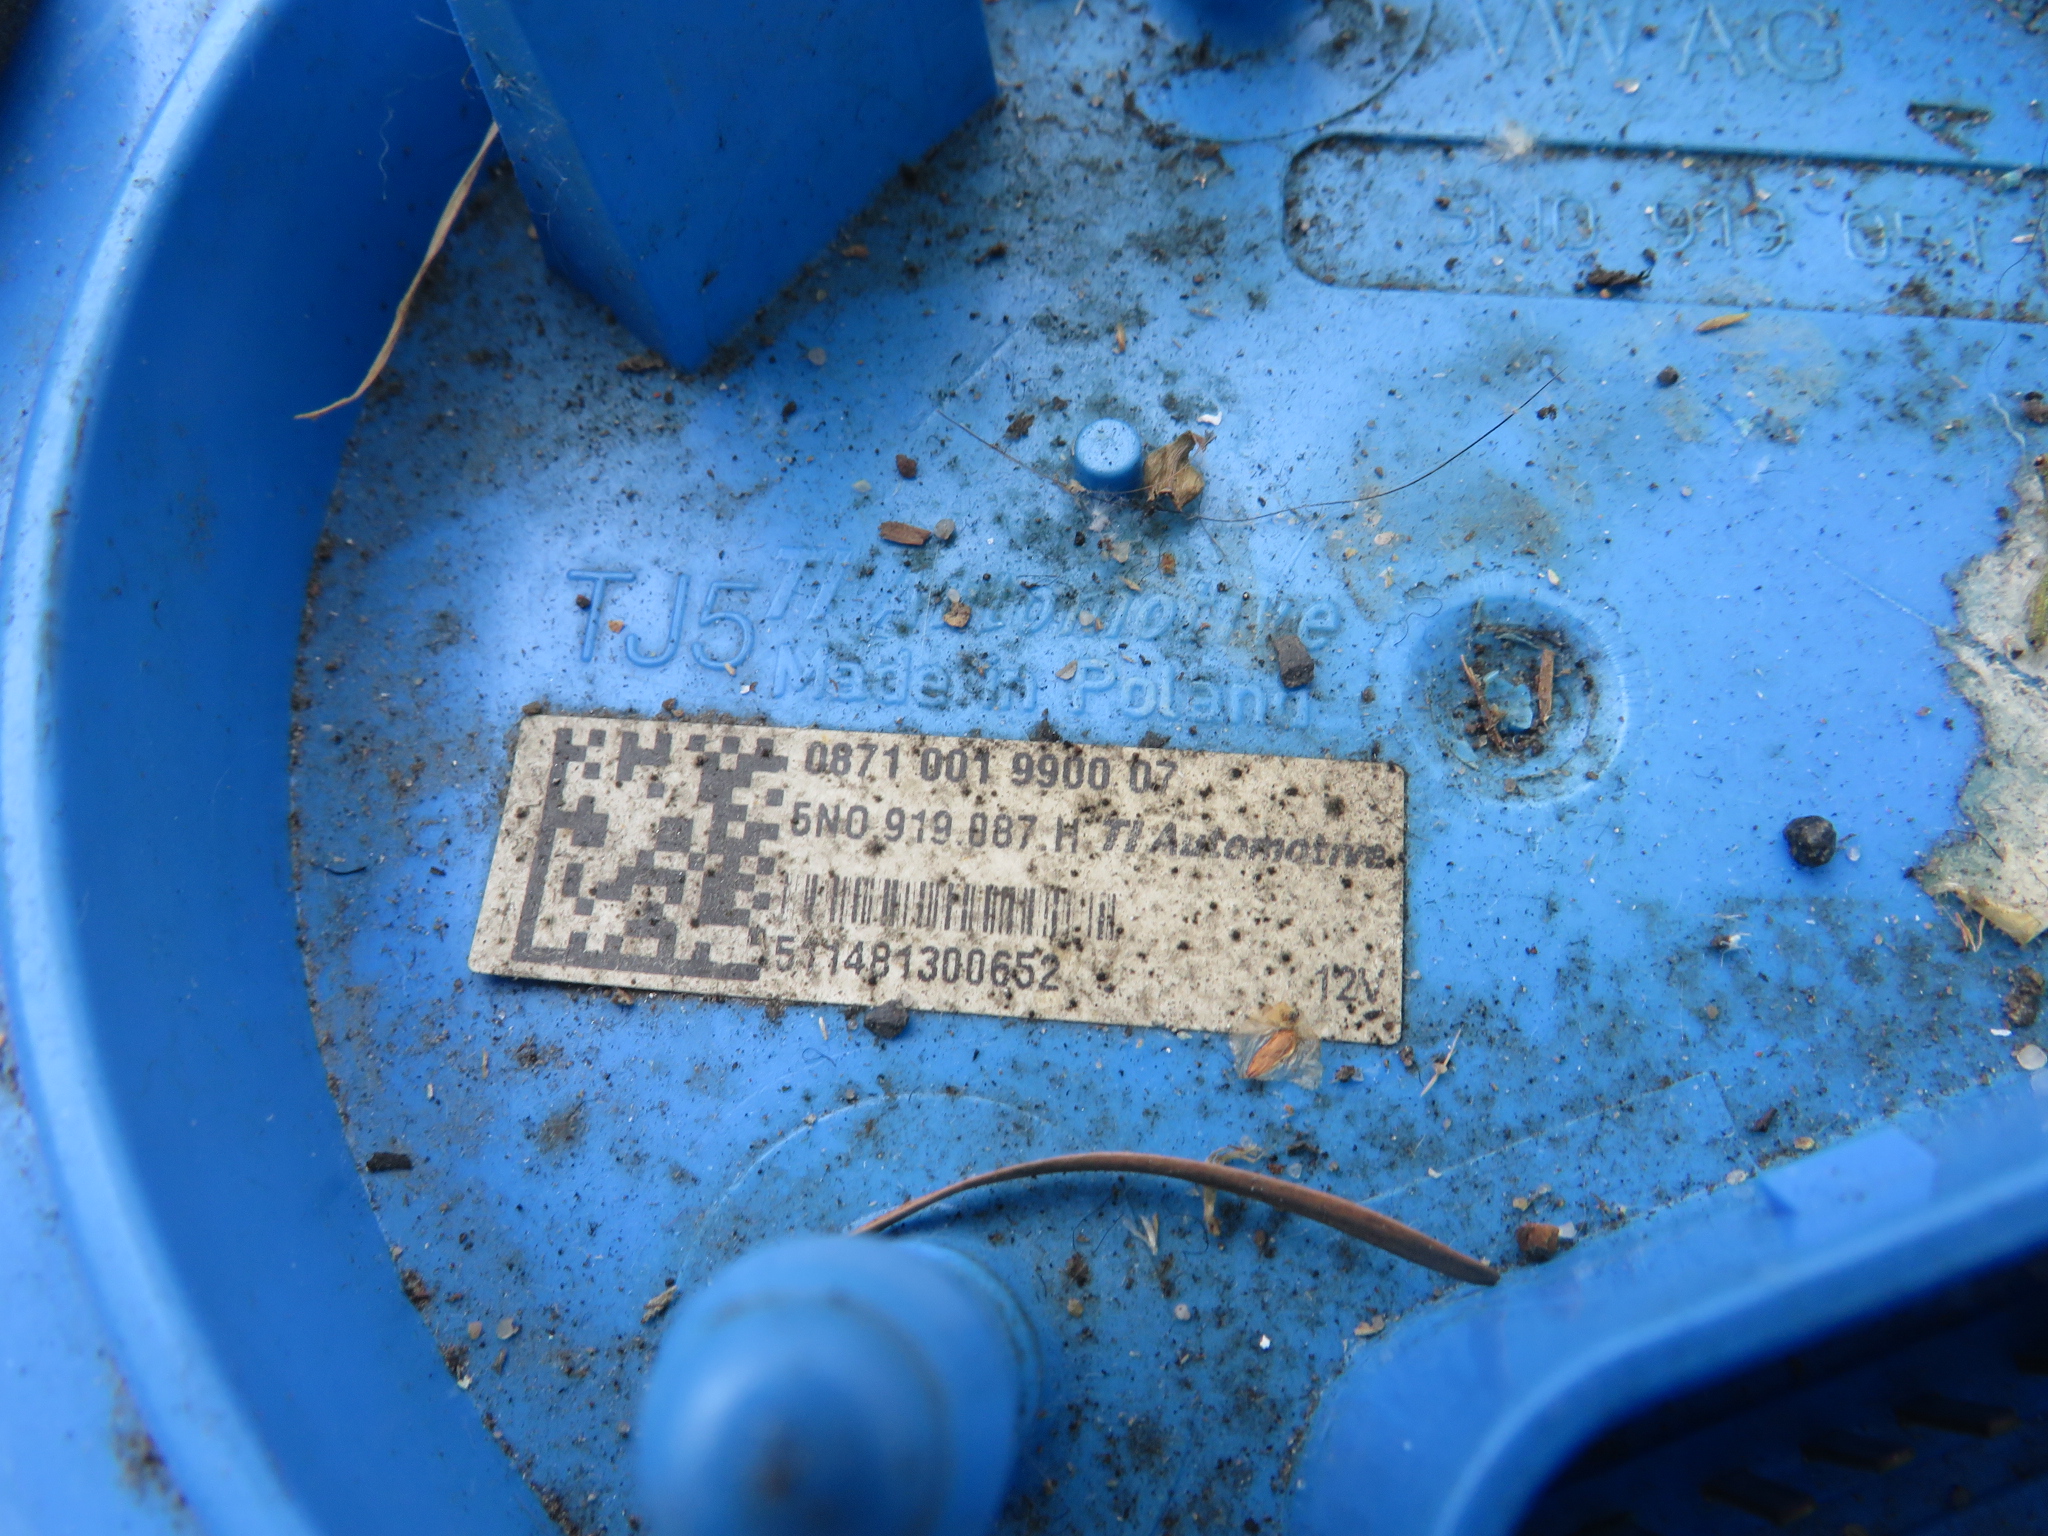 VW AG
5N0 919 051
TJ5 TI Automotive
Made in Poland
0871 001 9900 07
5N0 919 087 H TI Automotive
511481300652
12V